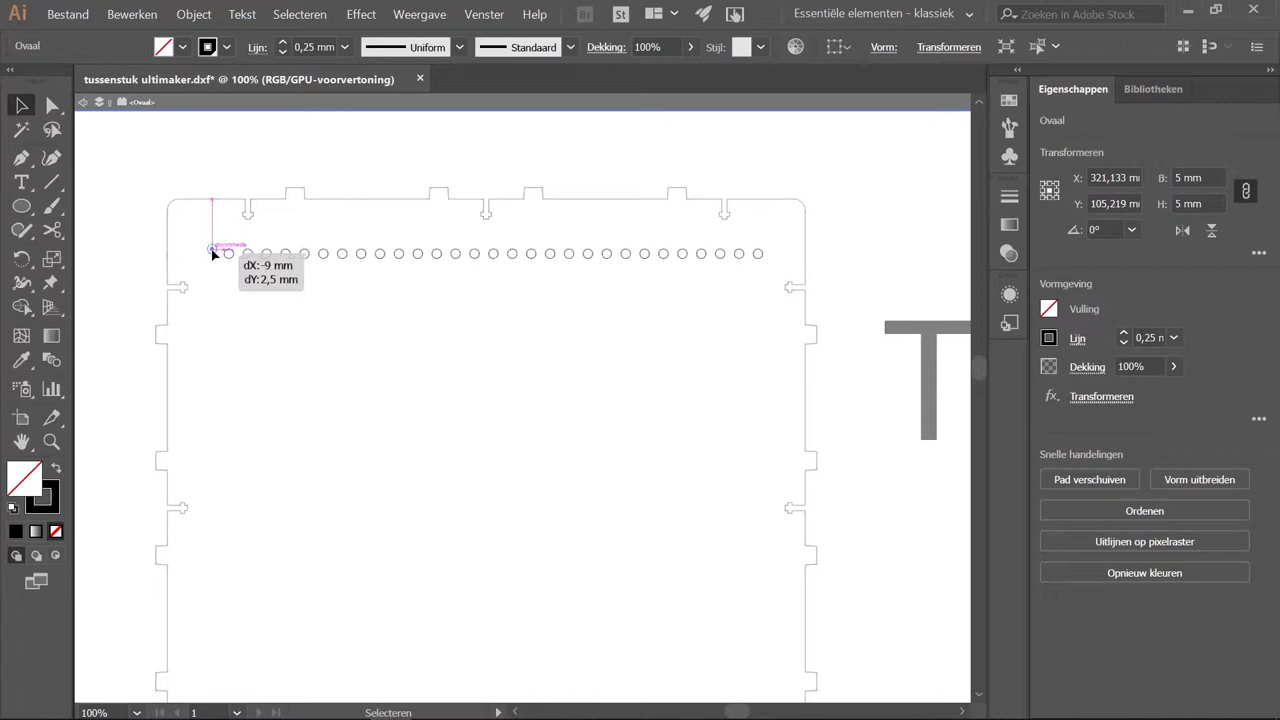 Ai Bestand Bewerken Object Tekst Selecteren Effect Weergave Venster Help Br St Essentiële elementen - klassiek Zoeken in Adobe Stock
Ovaal Lijn: 0,25 mm Uniform Standaard Dekking: 100% Stijl: Vorm: Transformeren
tussenstuk ultimaker.dxf* @ 100% (RGB/GPU-voorvertoning)
0 <Ovaal>
dX:-9 mm
dY:2,5 mm
T
Eigenschappen Bibliotheken
Ovaal
Transformeren
X: 321,133 m B: 5 mm
Y: 105,219 m H: 5 mm
0°
Vormgeving
Vulling
Lijn 0,25 n
Dekking 100%
fx Transformeren
Snelle handelingen
Pad verschuiven Vorm uitbreiden
Ordenen
Uitlijnen op pixelraster
Opnieuw kleuren
100% 1 Selecteren